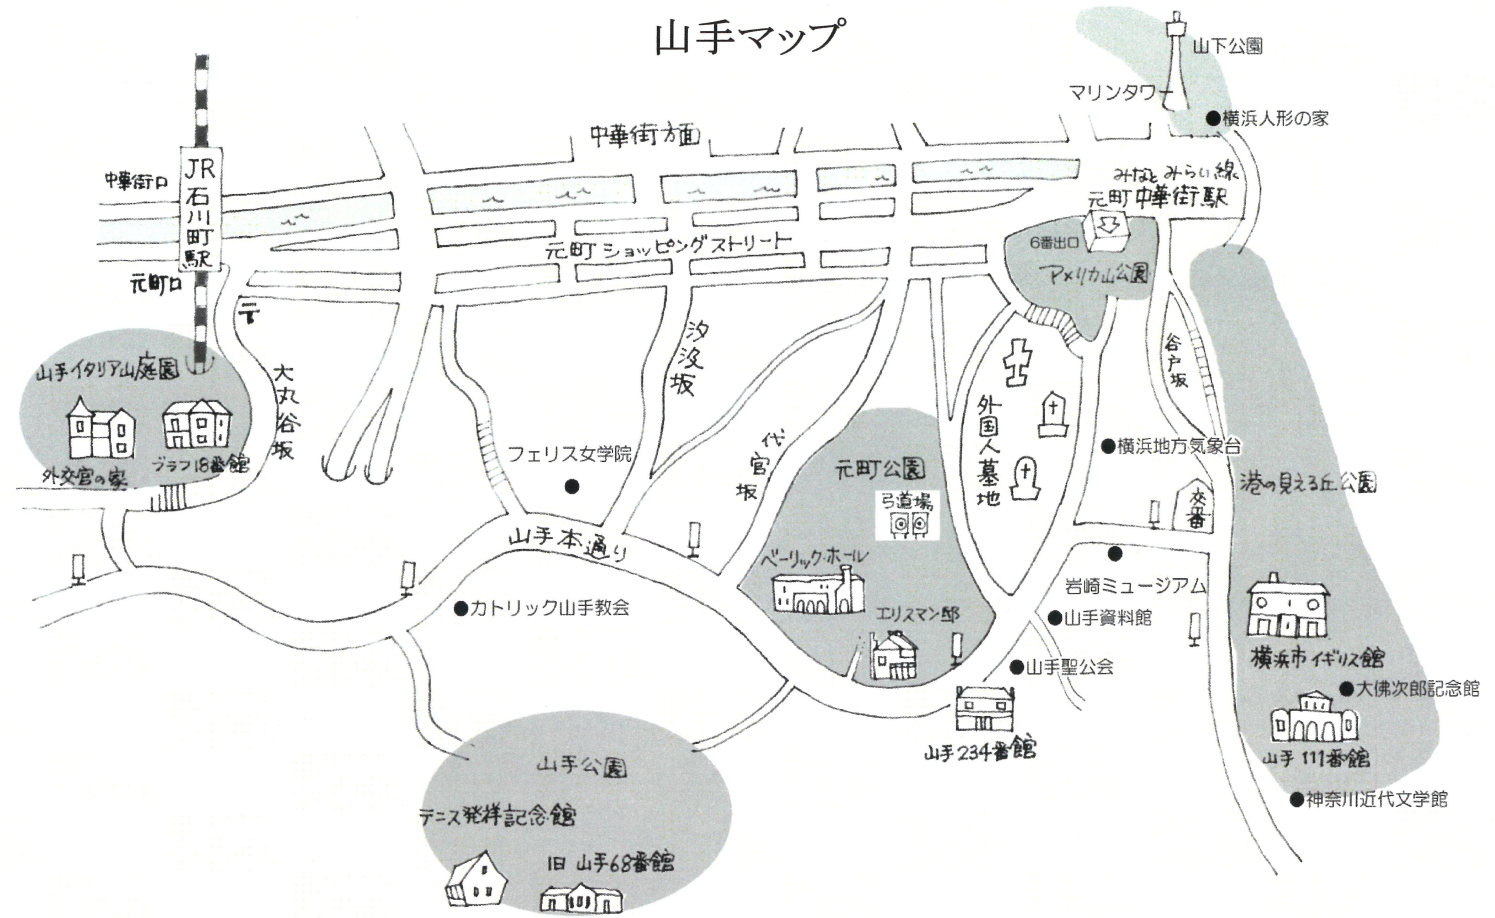 山手マップ
山下公園
マリンタワー
横浜人形の家
中華街方面
中華街口
JR石川町駅
元町口
みなとみらい線
元町中華街駅
6番出口
アメリカ山公園
元町ショッピングストリート
〒
山手イタリア山庭園
外交官の家
ブラフ18番館
大丸谷坂
汐汲坂
フェリス女学院
代官坂
元町公園
弓道場
外国人墓地
谷戸坂
横浜地方気象台
港の見える丘公園
交番
山手本通り
ベーリック・ホール
エリスマン邸
岩崎ミュージアム
山手資料館
カトリック山手教会
山手聖公会
横浜市イギリス館
大佛次郎記念館
山手111番館
神奈川近代文学館
山手234番館
山手公園
テニス発祥記念館
旧山手68番館